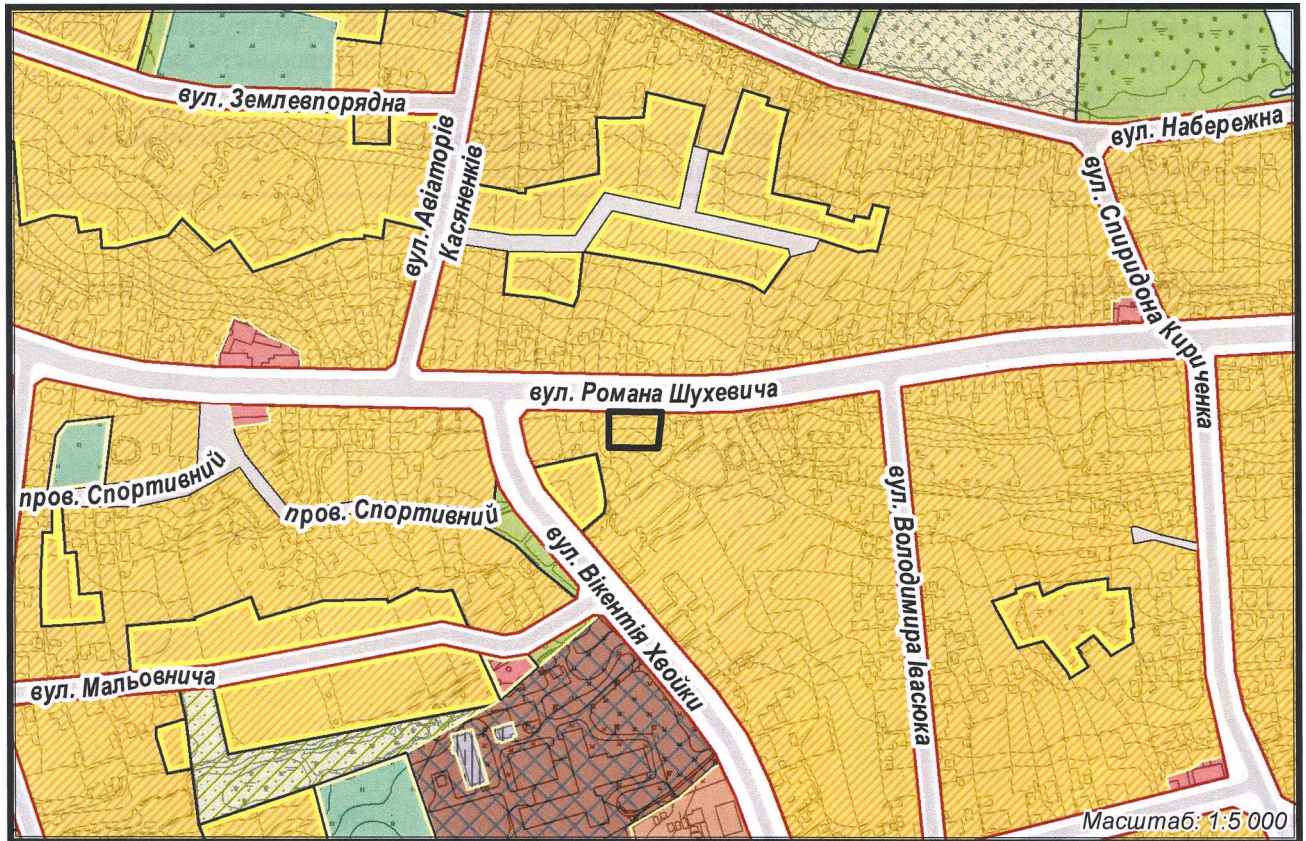 вул. Землевпорядна
вул. Авіаторів
Касяненків
вул. Набережна
вул. Спиридона Кириченка
вул. Романа Шухевича
пров. Спортивний
пров. Спортивний
вул. Вікентія Хвойки
вул. Володимира Івасюка
вул. Мальовнича
Масштаб: 1:5 000